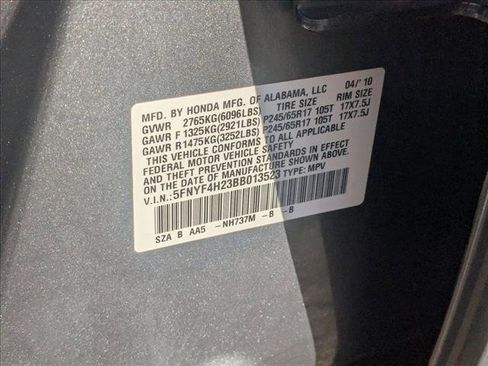 MFD. BY HONDA MFG. OF ALABAMA, LLC 04/'10
GVWR 2765KG(6096LBS) TIRE SIZE RIM SIZE
GAWR F 1325KG(2921LBS) P245/65R17 105T 17X7.5J
GAWR R 1475KG(3252LBS) P245/65R17 105T 17X7.5J
THIS VEHICLE CONFORMS TO ALL APPLICABLE
FEDERAL MOTOR VEHICLE SAFETY AND
THEFT PREVENTION STANDARDS IN EFFECT ON
THE DATE OF MANUFACTURE SHOWN ABOVE.
V.I.N.:5FNYF4H23BB013523 TYPE: MPV
SZA B AA5 -NH737M -B -B